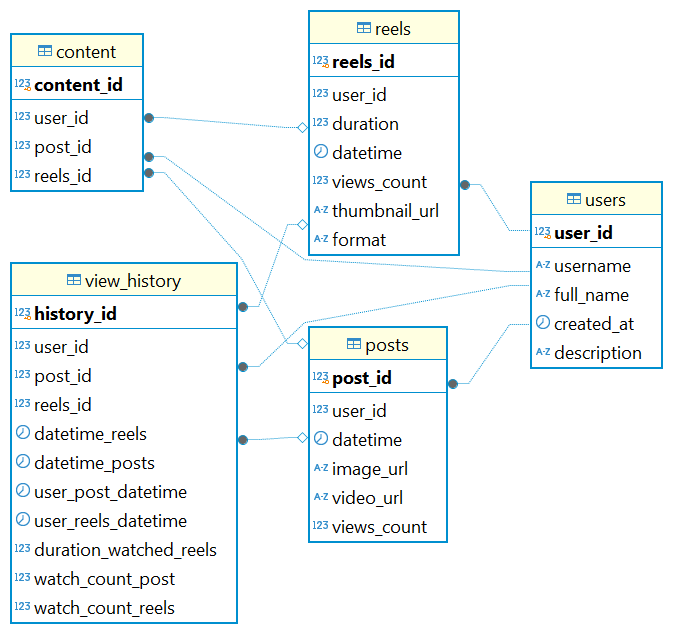 content
123 content_id
123 user_id
123 post_id
123 reels_id
reels
123 reels_id
123 user_id
123 duration
datetime
123 views_count
A-Z thumbnail_url
A-Z format
users
123 user_id
A-Z username
A-Z full_name
created_at
A-Z description
view_history
123 history_id
123 user_id
123 post_id
123 reels_id
datetime_reels
datetime_posts
user_post_datetime
user_reels_datetime
123 duration_watched_reels
123 watch_count_post
123 watch_count_reels
posts
123 post_id
123 user_id
datetime
A-Z image_url
A-Z video_url
123 views_count